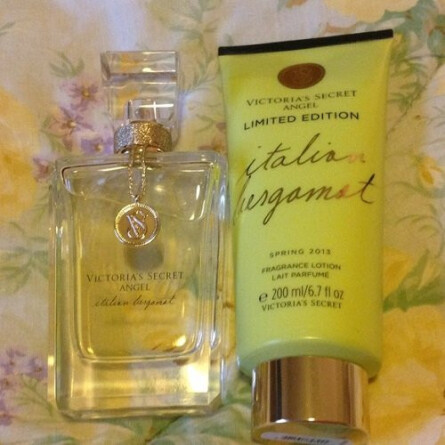 VICTORIA'S SECRET
ANGEL
italian bergamot
VICTORIA'S SECRET
ANGEL
LIMITED EDITION
italian
bergamot
SPRING 2013
FRAGRANCE LOTION
LAIT PARFUMÉ
e 200 ml/6.7 fl oz
VICTORIA'S SECRET